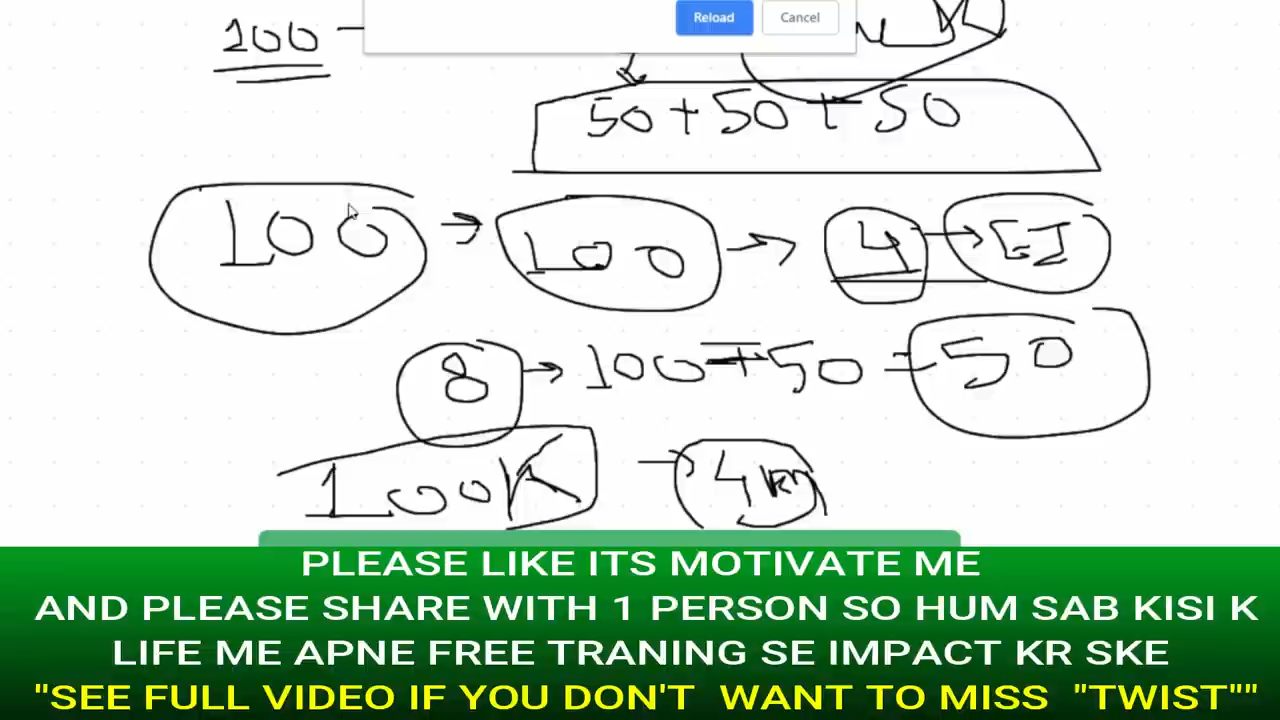 Reload Cancel
100
50 + 50 + 50
100 → 100 → 4 → EI
8 → 100 + 50 = 50
100K → 4km
PLEASE LIKE ITS MOTIVATE ME
AND PLEASE SHARE WITH 1 PERSON SO HUM SAB KISI K
LIFE ME APNE FREE TRANING SE IMPACT KR SKE
"SEE FULL VIDEO IF YOU DON'T WANT TO MISS "TWIST""